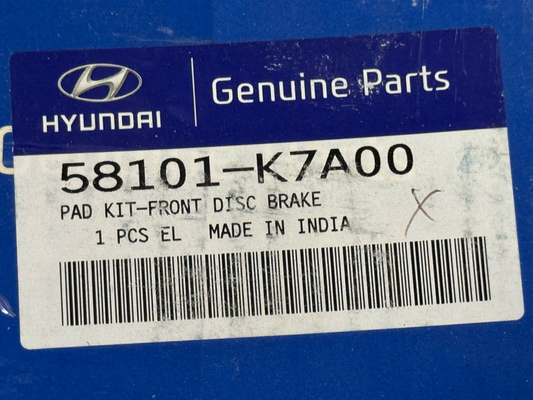 Genuine Parts
HYUNDAI
58101-K7A00
PAD KIT-FRONT DISC BRAKE
1 PCS EL MADE IN INDIA
X